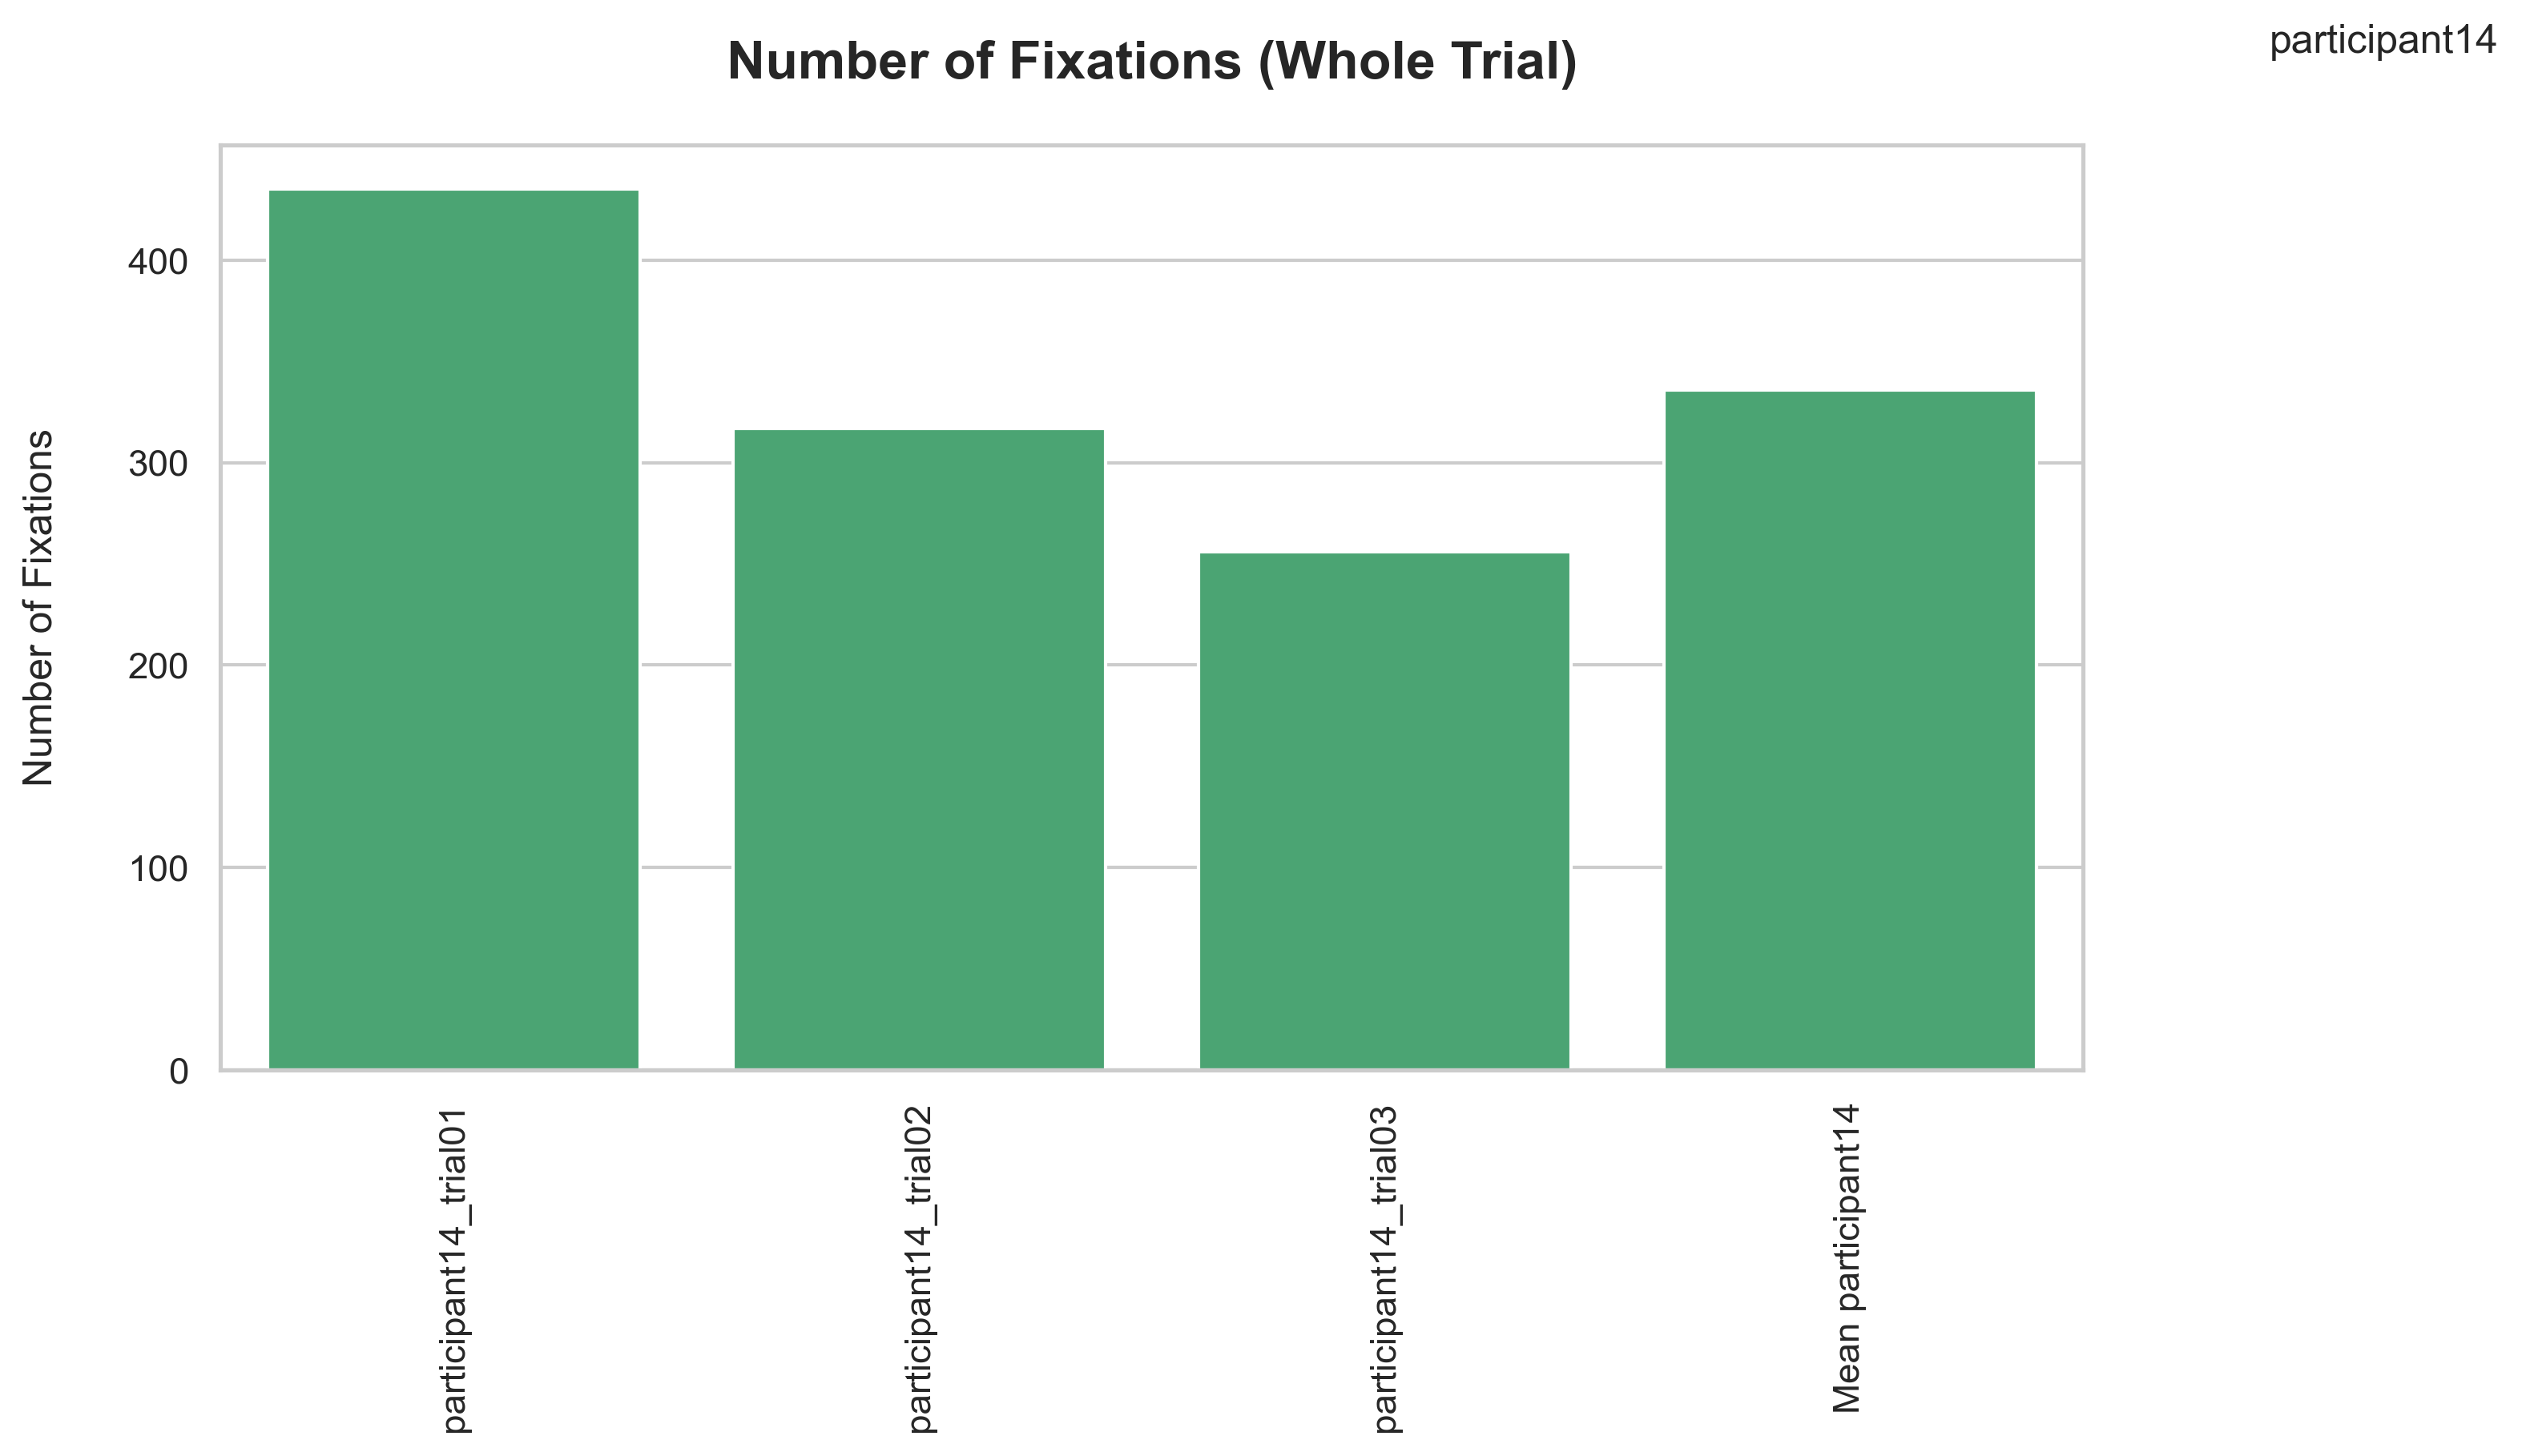 participant14
Number of Fixations (Whole Trial)
Number of Fixations
400
300
200
100
0
participant14_trial01
participant14_trial02
participant14_trial03
Mean participant14